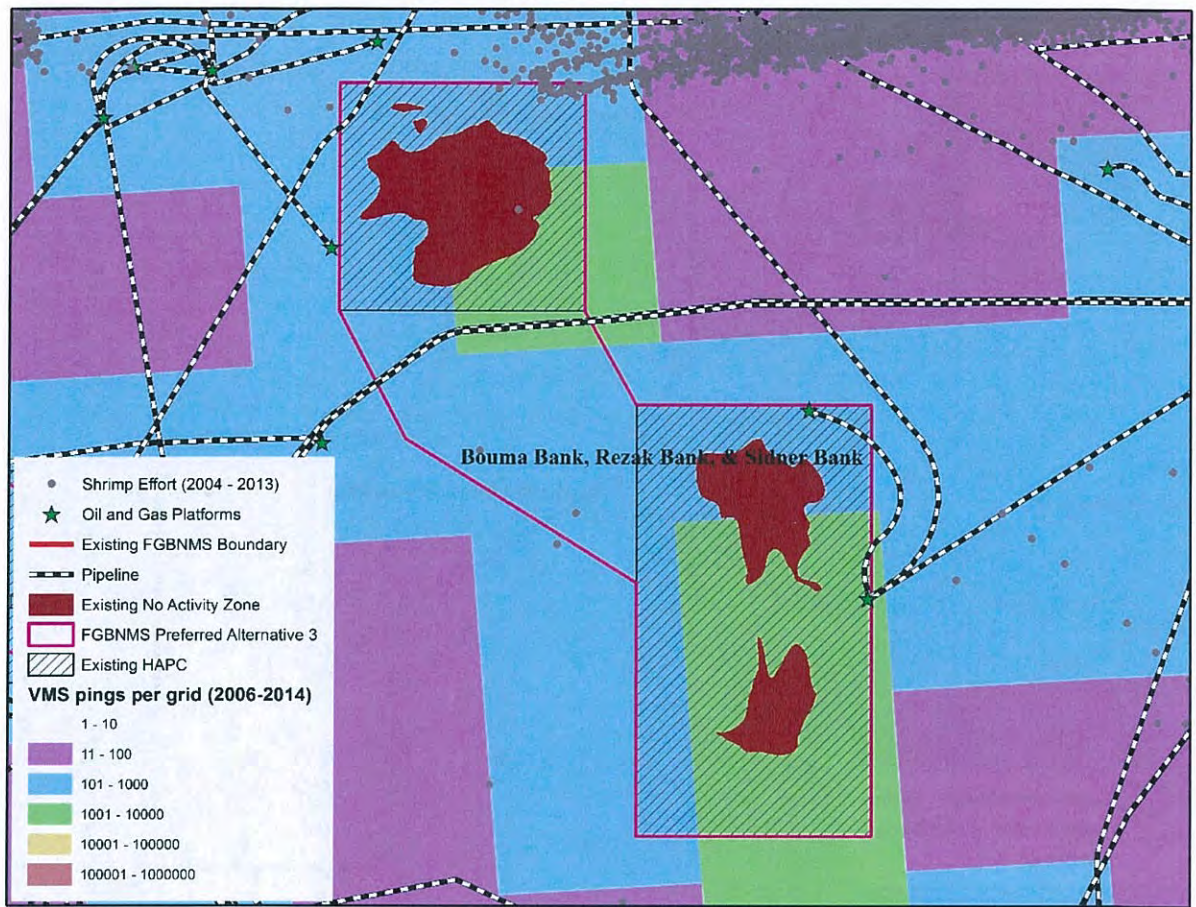 Bouma Bank, Rezak Bank, & Sidner Bank
Shrimp Effort (2004 - 2013)
Oil and Gas Platforms
Existing FGBNMS Boundary
Pipeline
Existing No Activity Zone
FGBNMS Preferred Alternative 3
Existing HAPC
VMS pings per grid (2006-2014)
1 - 10
11 - 100
101 - 1000
1001 - 10000
10001 - 100000
100001 - 1000000